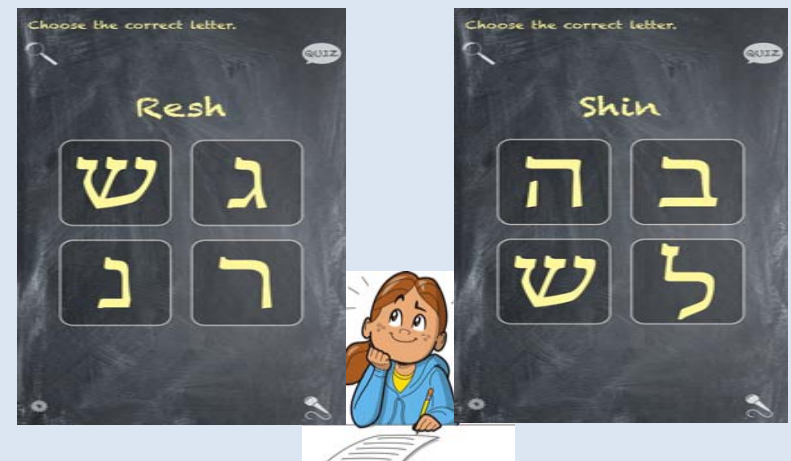 Choose the correct letter.
QUIZ
Resh
ש ג
נ ר
Choose the correct letter.
QUIZ
Shin
ה ב
ש ל